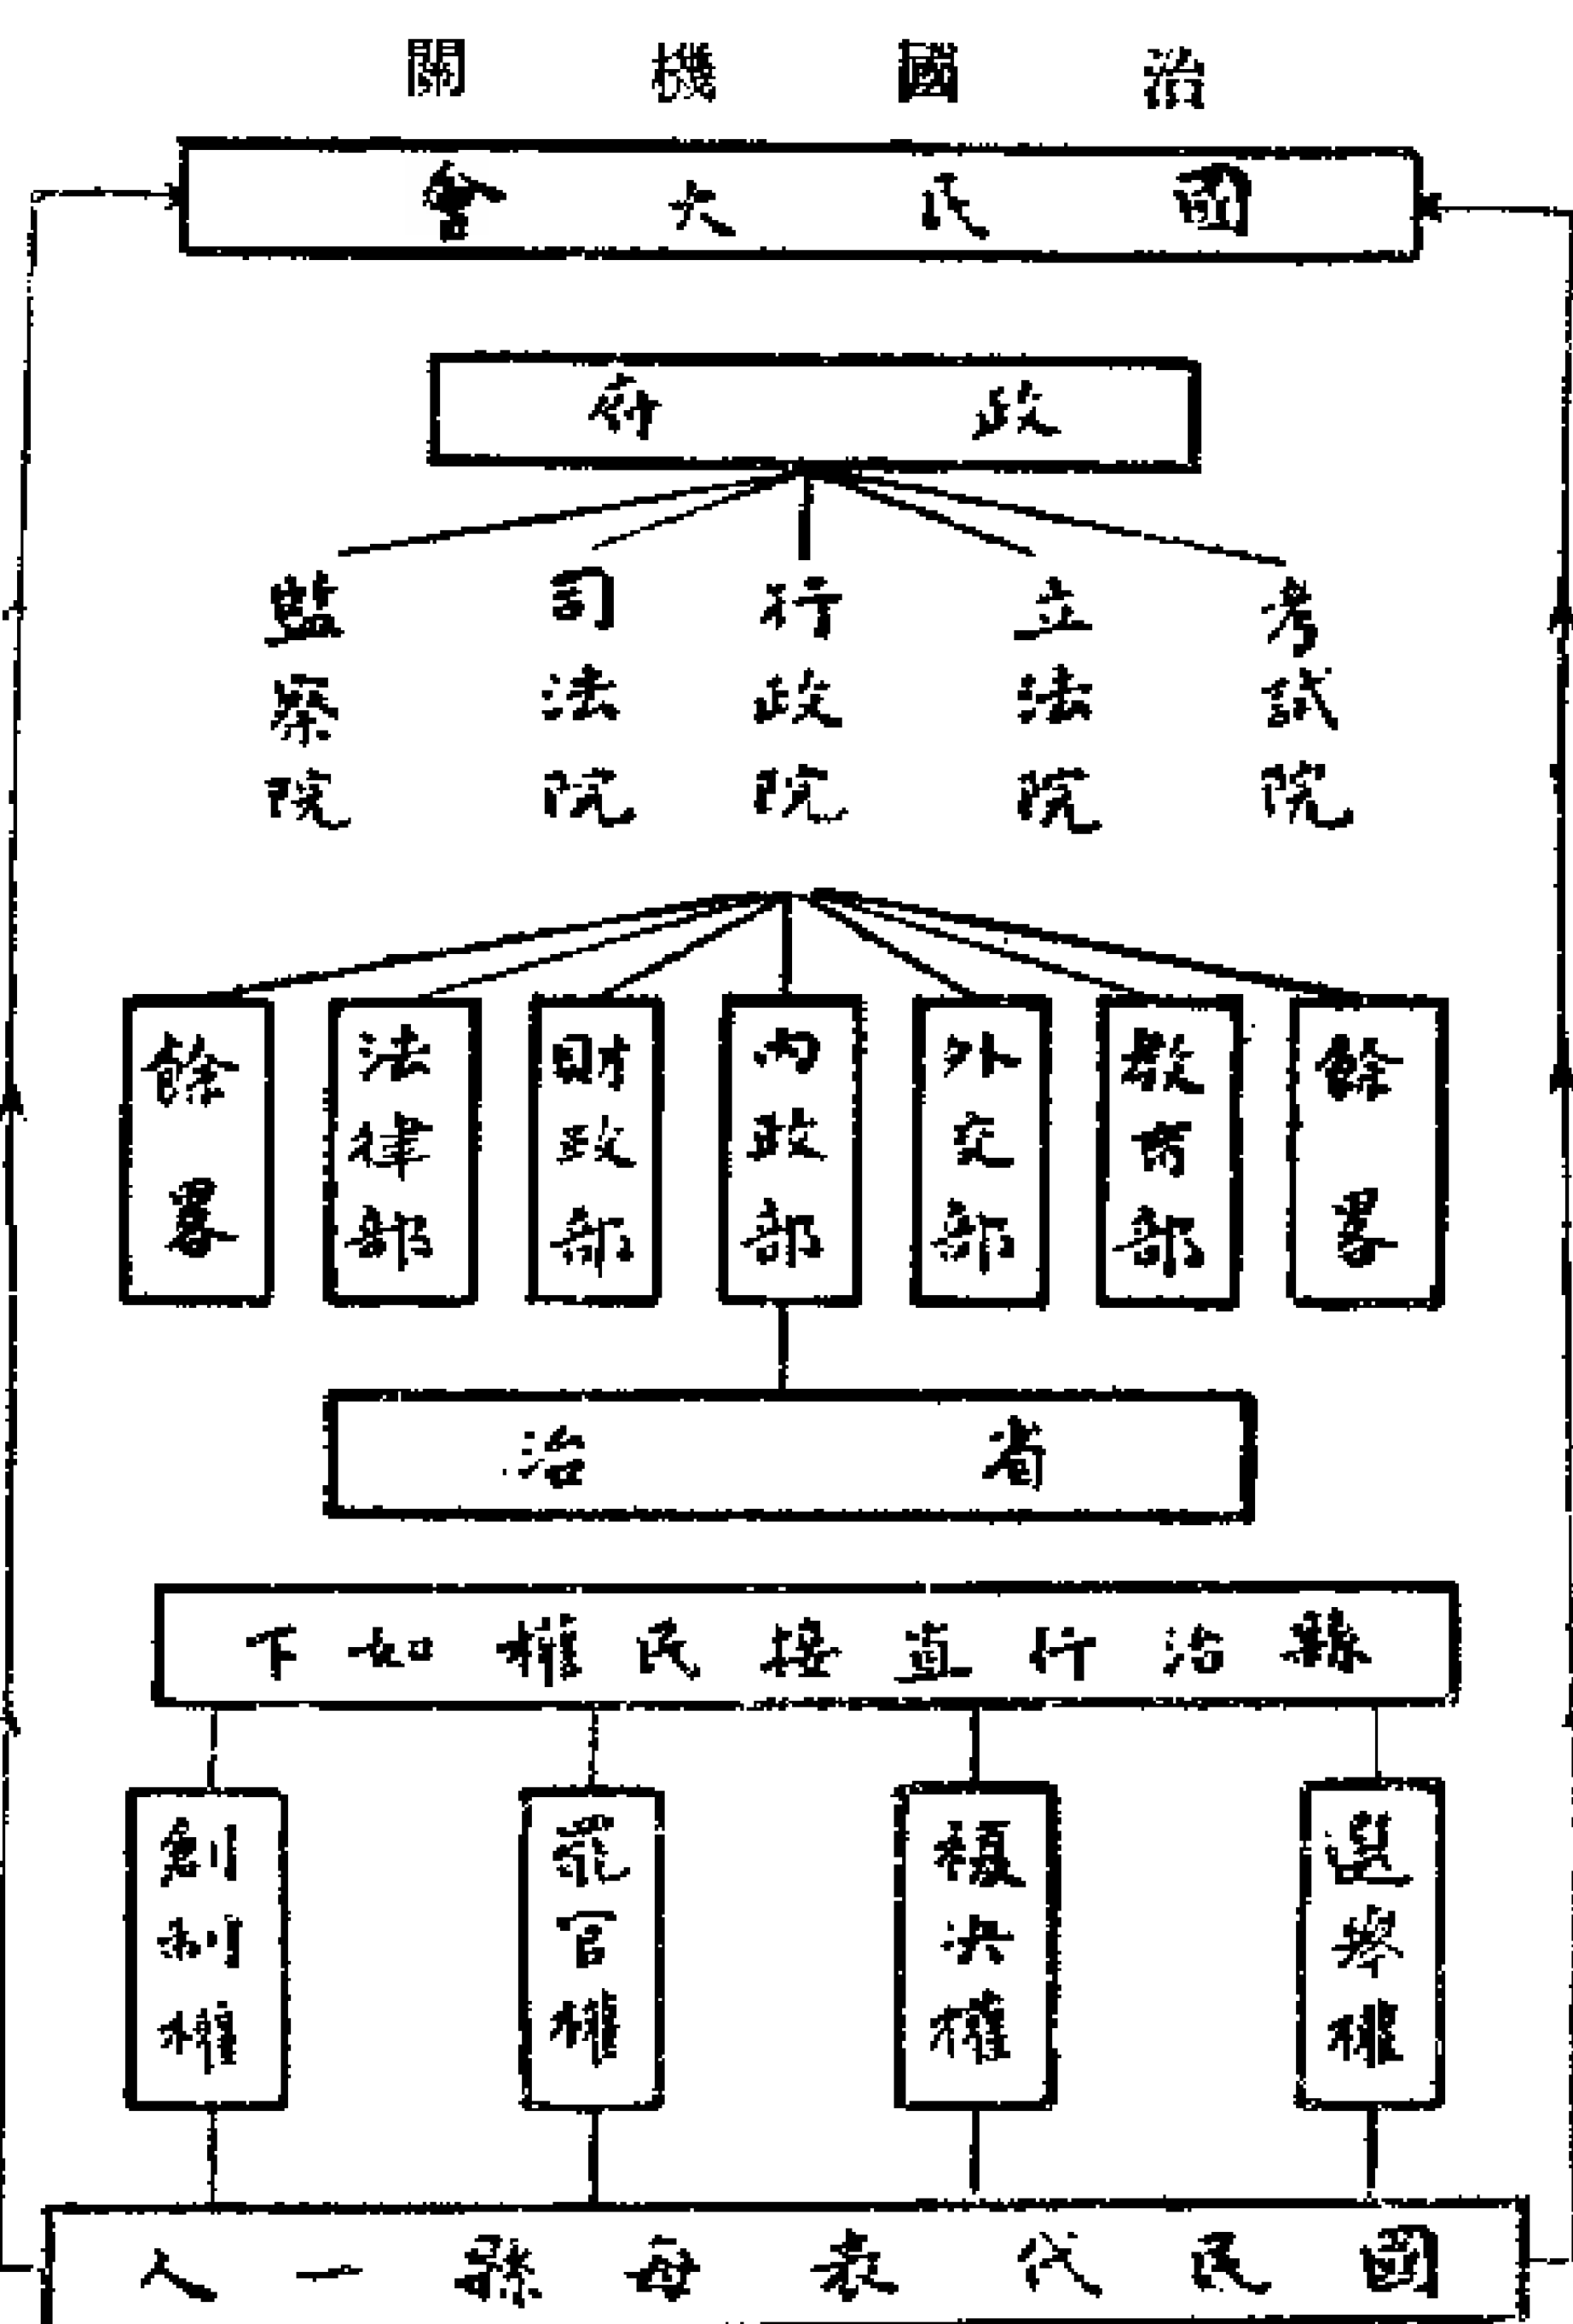 治國機關
國民大會
政府
考試院
立法院
行政院
司法院
監察院
餘畧
教育部
外交部
內政部
財政部
法律部
餘畧
省治
縣治行直接民權如下
選舉權
複決權
罷官權
創制權
國民代表每縣一人